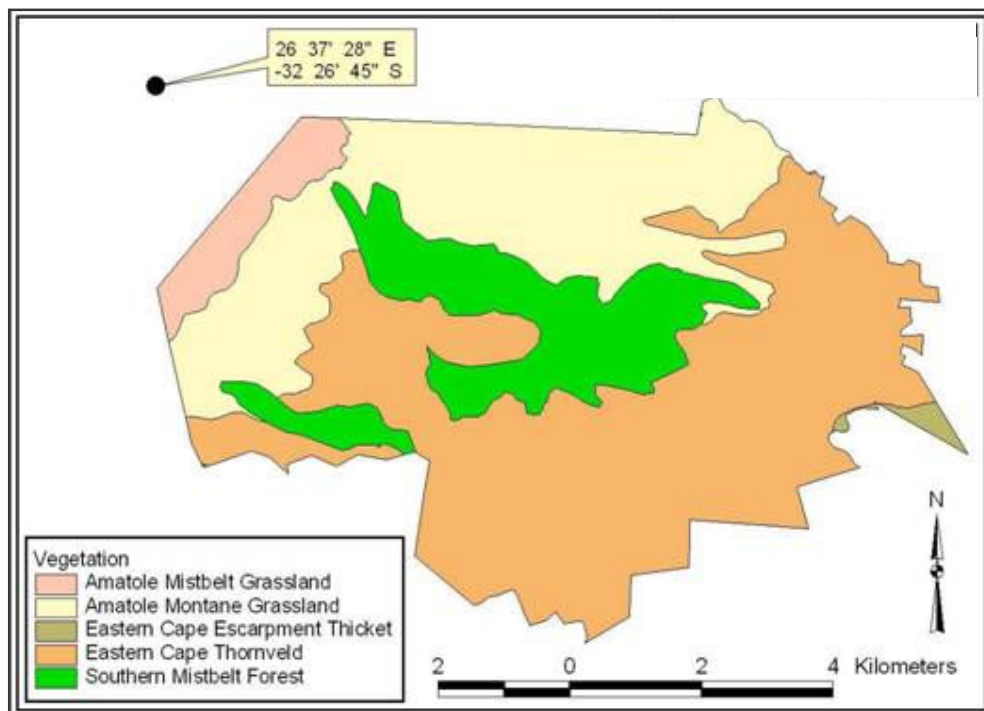 26 37' 28" E
-32 26' 45" S
N
Vegetation
Amatole Mistbelt Grassland
Amatole Montane Grassland
Eastern Cape Escarpment Thicket
Eastern Cape Thornveld
Southern Mistbelt Forest
2 0 2 4 Kilometers